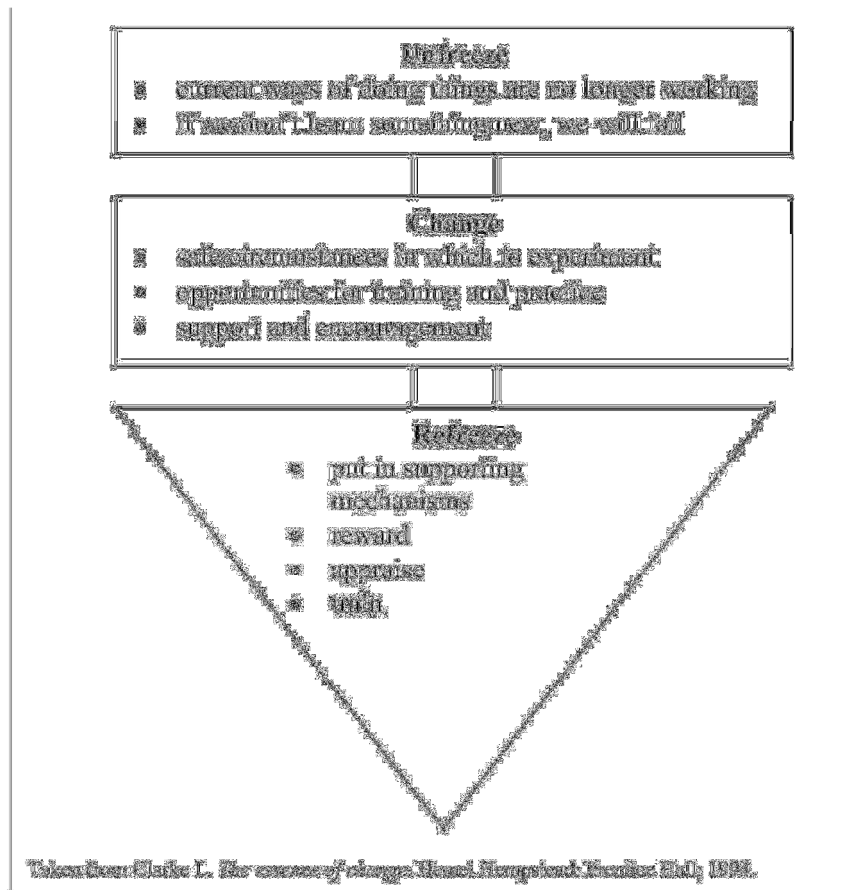 Unfreeze
• current ways of doing things are no longer working
• If we don't learn something new, we will fail
Change
• safe circumstances in which to experiment
• opportunities for training and practice
• support and encouragement
Refreeze
• put in supporting
mechanisms
• reward
• appraise
• train
Taken from Clarke L. The essence of change. Hemel Hempstead: Prentice Hall; 1994.